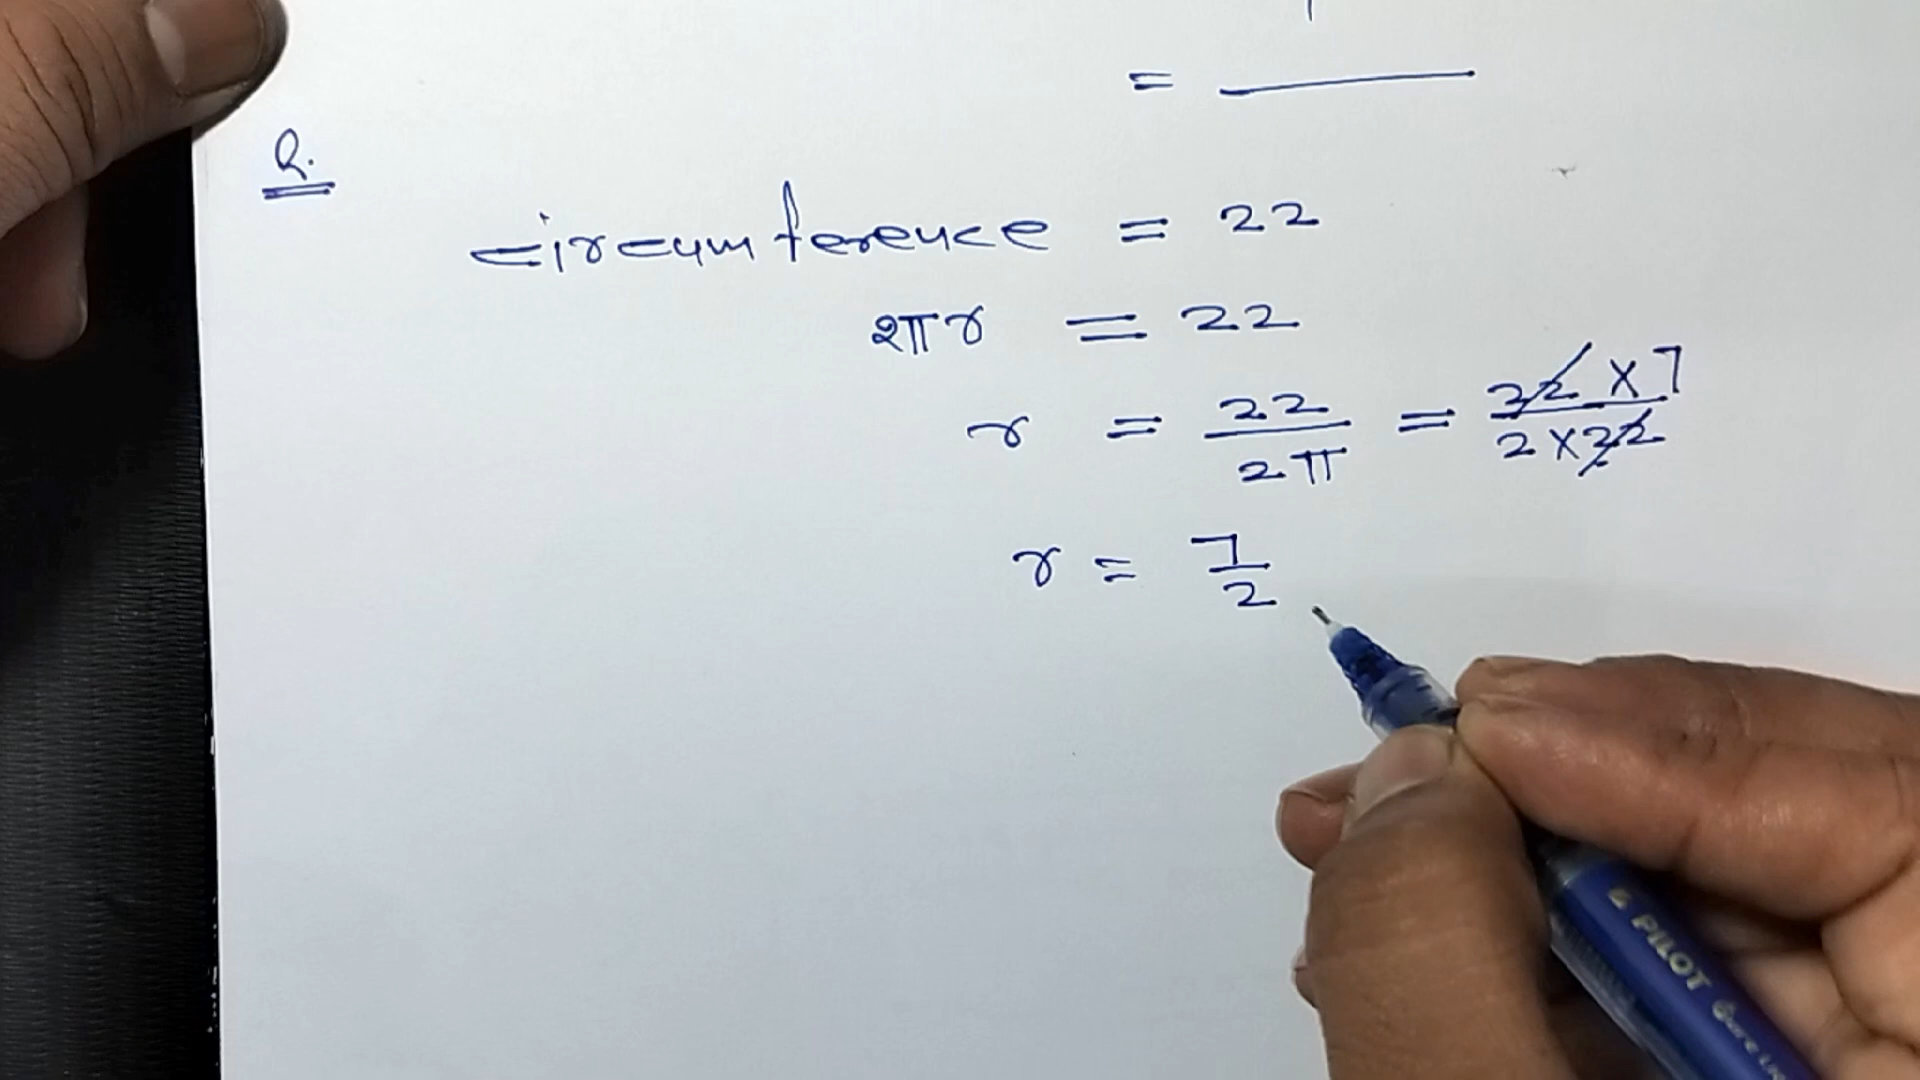 = ———
Q.
circumference = 22
2πr = 22
r = 22/2π = 22 × 7/2 × 22
r = 7/2
PILOT